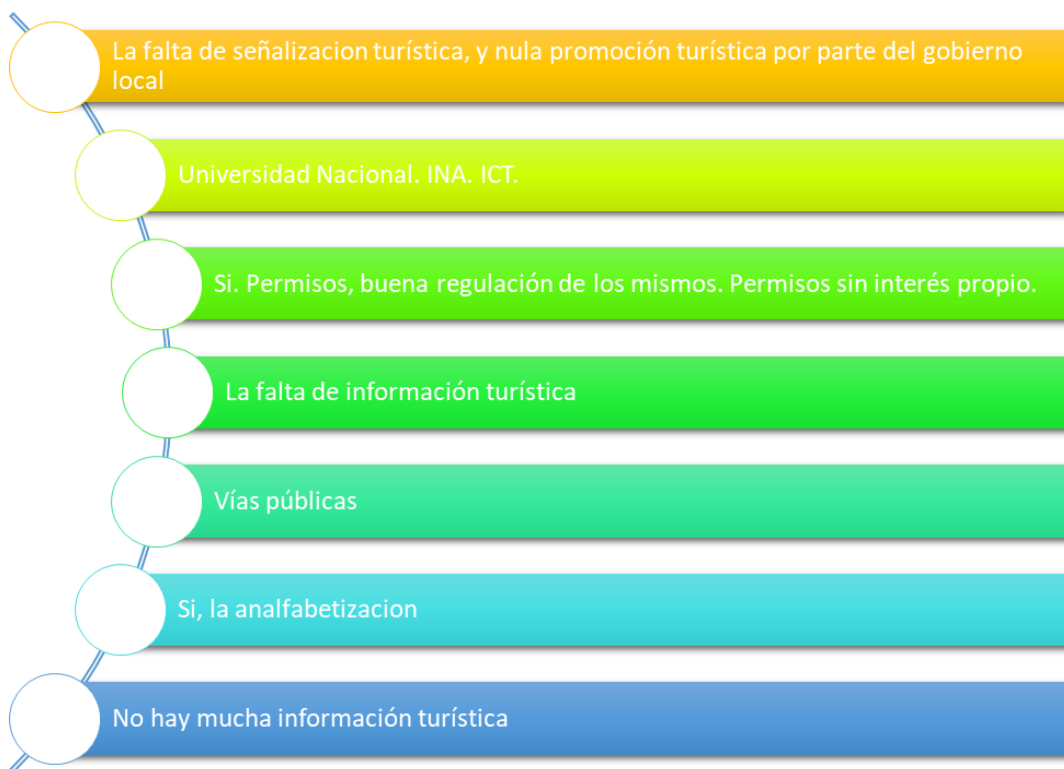 La falta de señalizacion turística, y nula promoción turística por parte del gobierno
local
Universidad Nacional. INA. ICT.
Si. Permisos, buena regulación de los mismos. Permisos sin interés propio.
La falta de información turística
Vías públicas
Si, la analfabetizacion
No hay mucha información turística